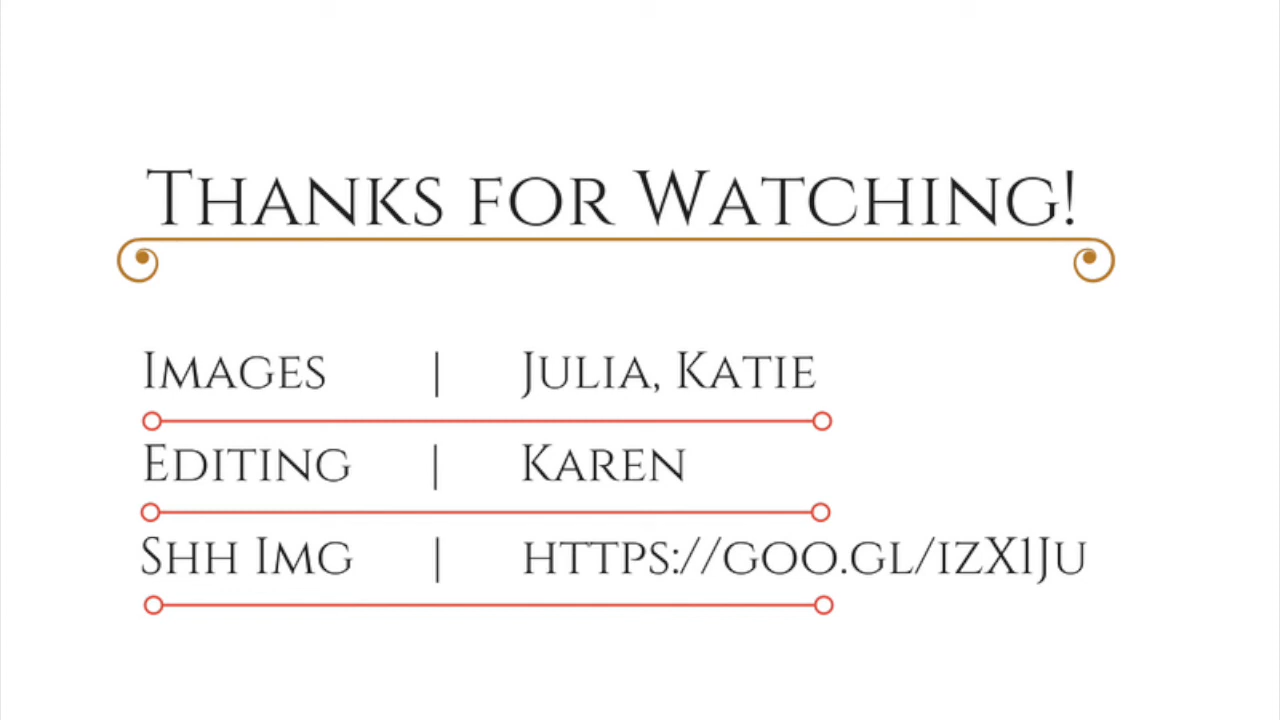 Thanks for Watching!
Images | Julia, Katie
Editing | Karen
Shh Img | https://goo.gl/izX1Ju